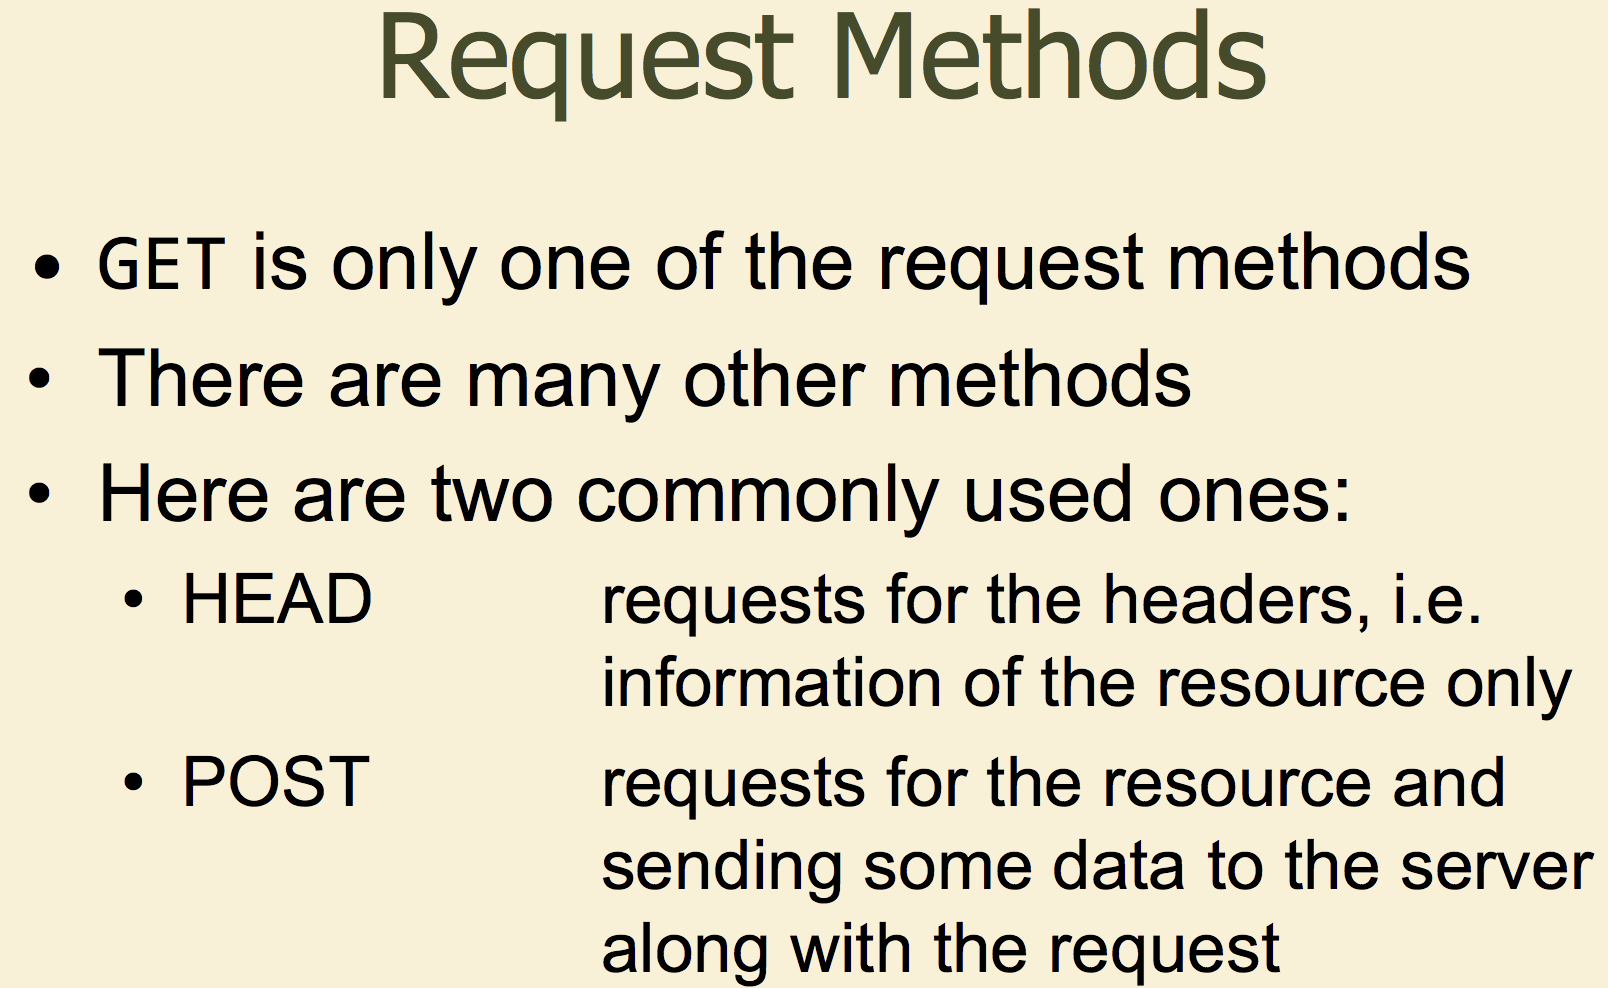 Request Methods
• GET is only one of the request methods
• There are many other methods
• Here are two commonly used ones:
• HEAD requests for the headers, i.e.
information of the resource only
• POST requests for the resource and
sending some data to the server
along with the request